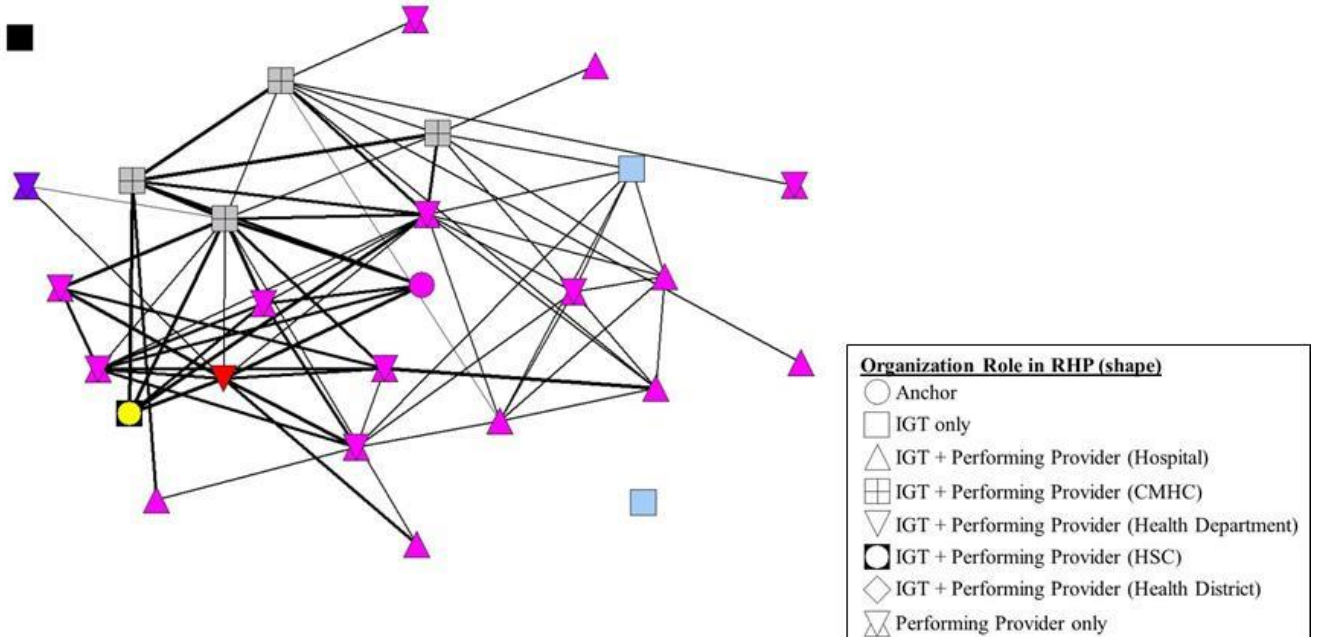 Organization Role in RHP (shape)
Anchor
IGT only
IGT + Performing Provider (Hospital)
IGT + Performing Provider (CMHC)
IGT + Performing Provider (Health Department)
IGT + Performing Provider (HSC)
IGT + Performing Provider (Health District)
Performing Provider only